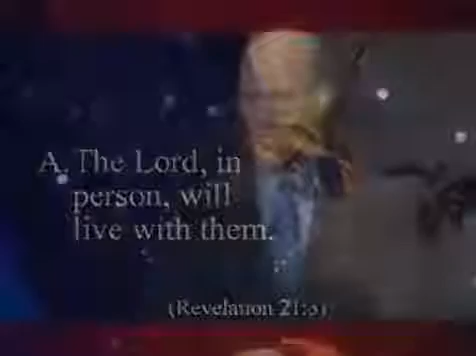 A. The Lord, in
person, will
live with them.
(Revelation 21:3)